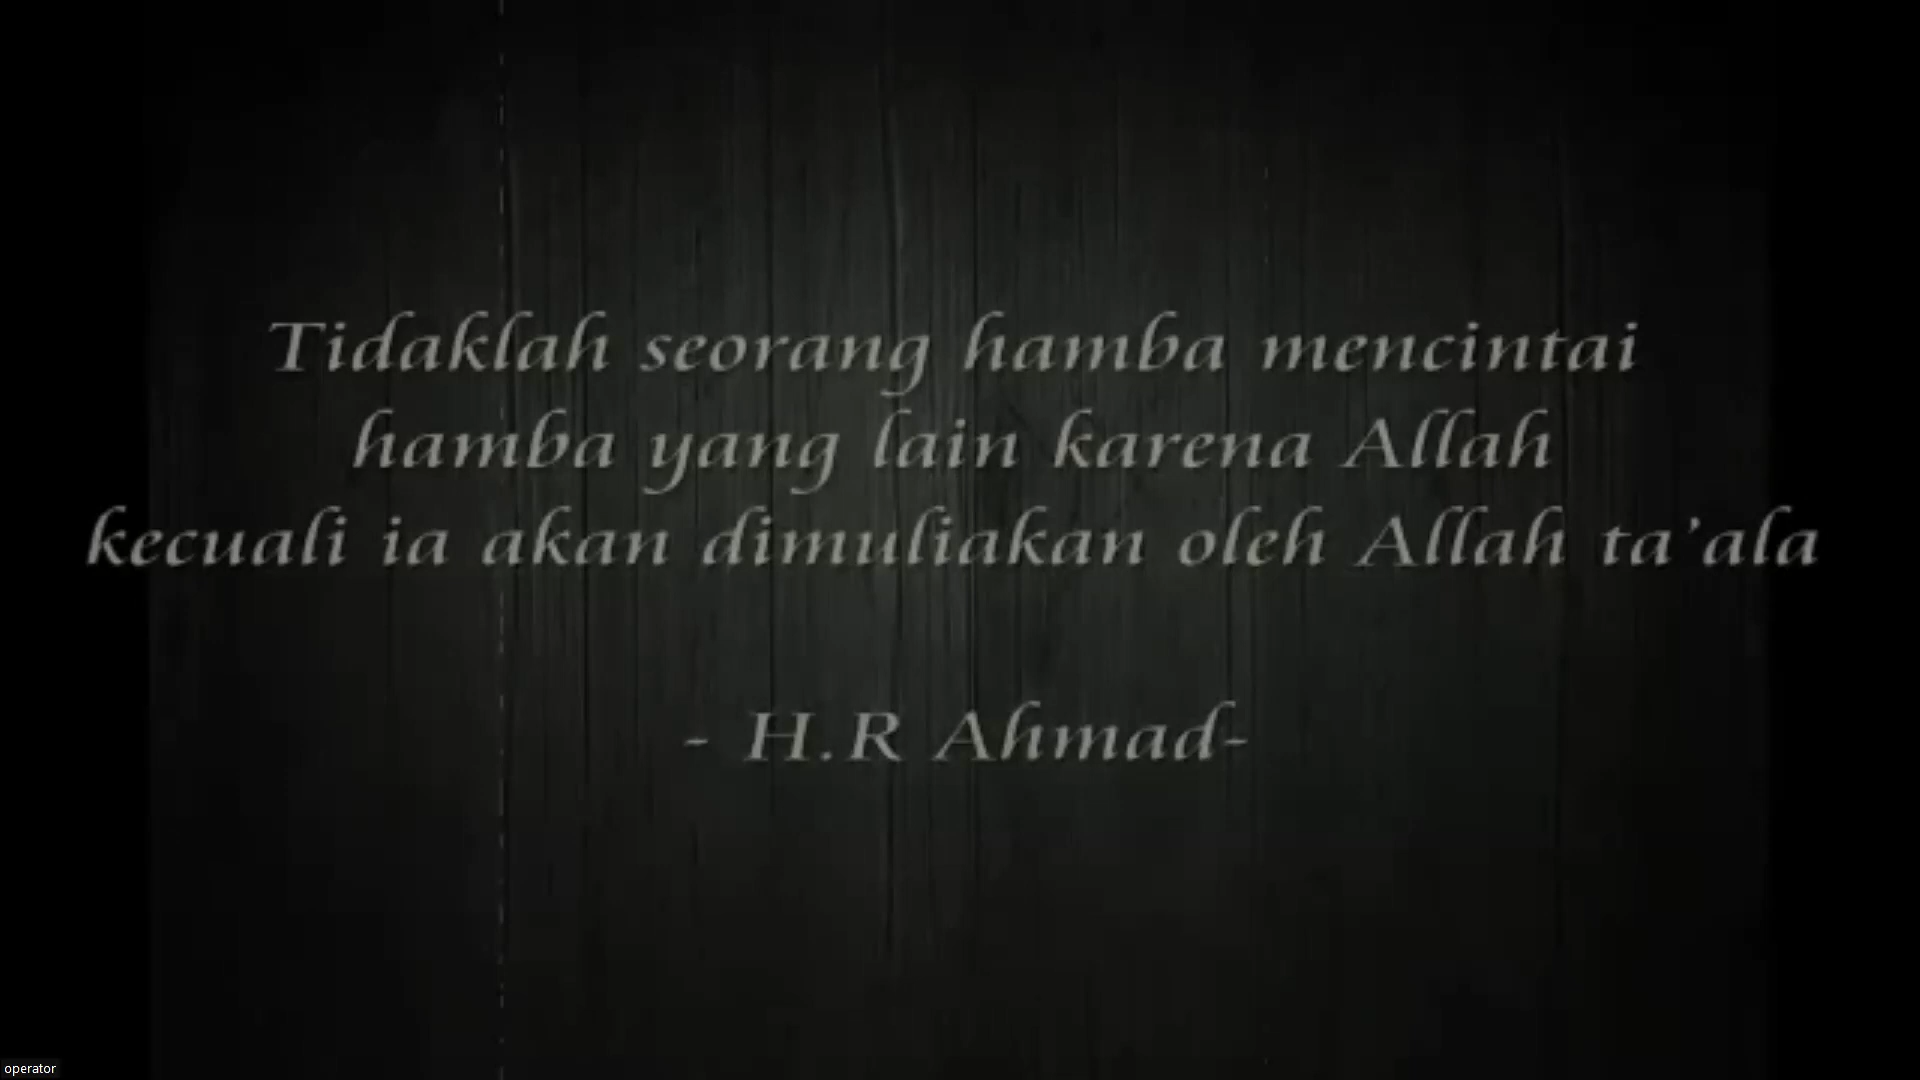 Tidaklah seorang hamba mencintai
hamba yang lain karena Allah
kecuali ia akan dimuliakan oleh Allah ta'ala
- H.R Ahmad-
operator